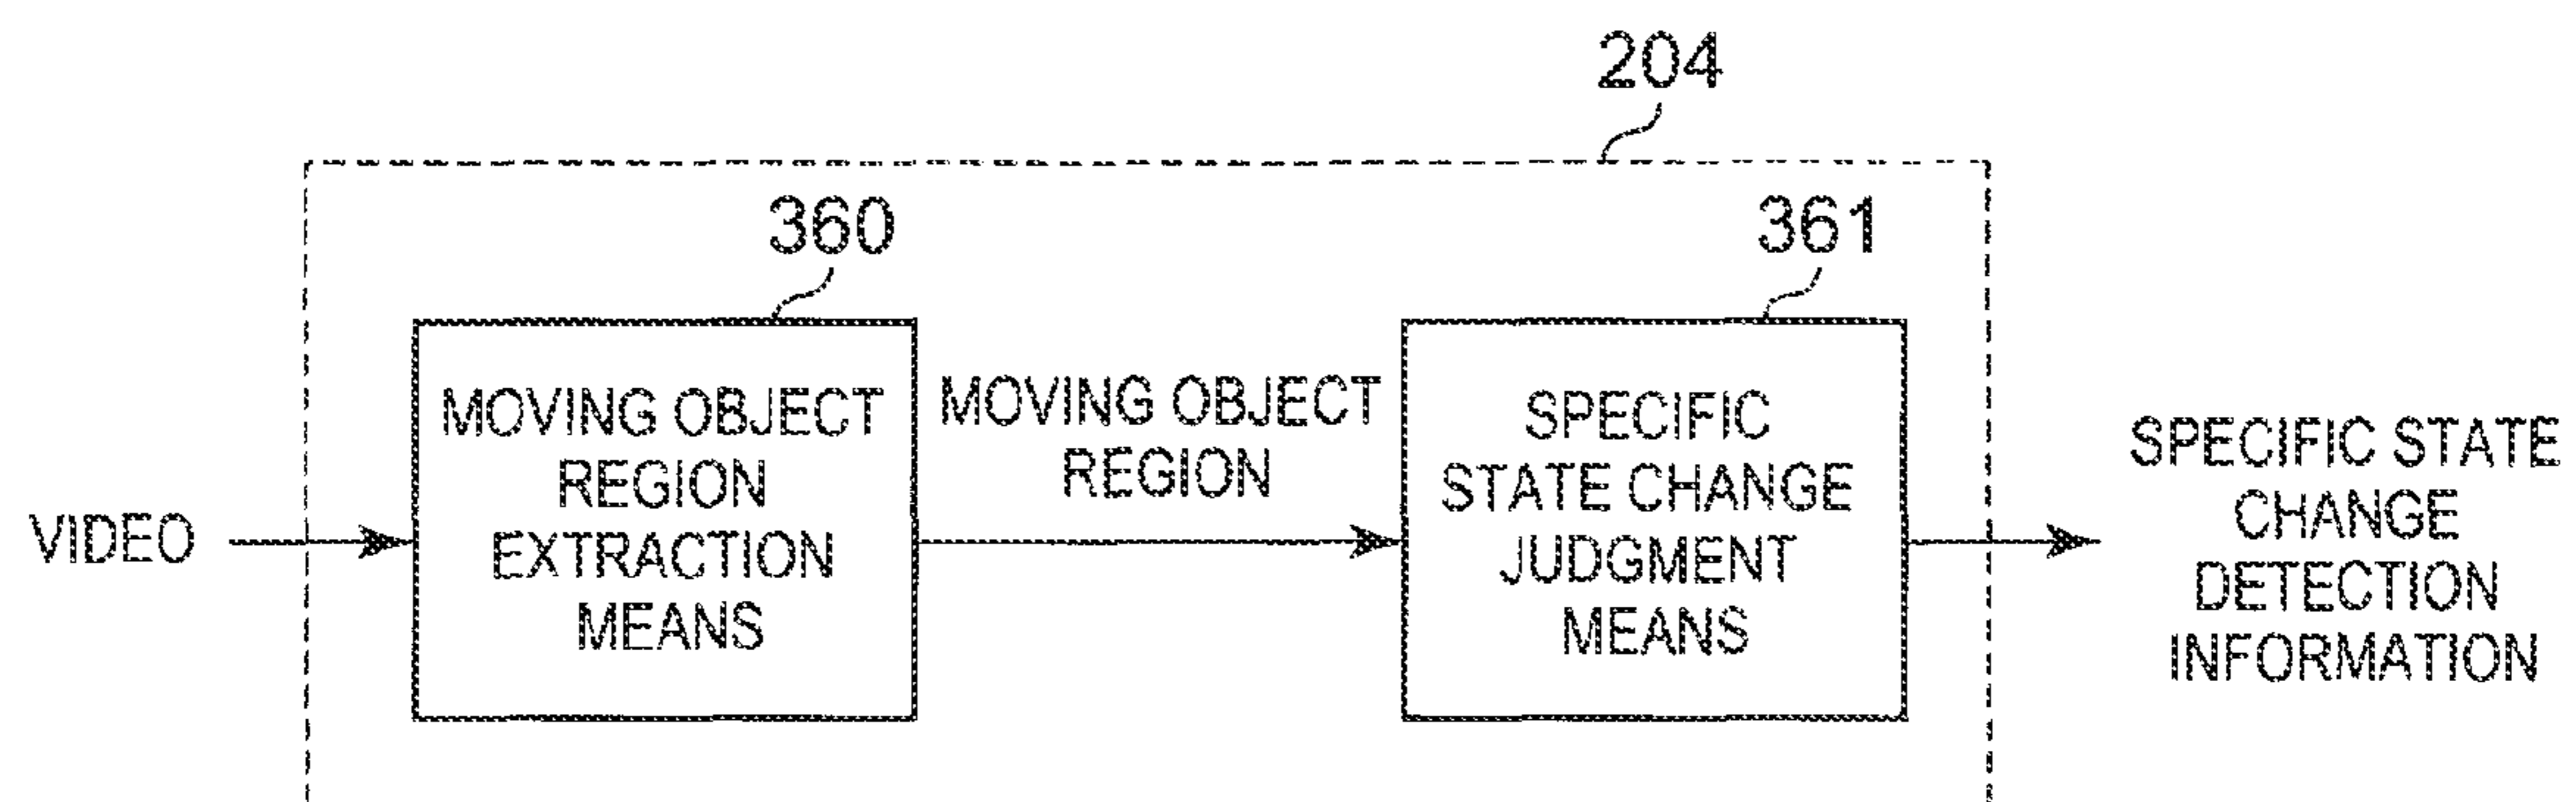 204
360
361
MOVING OBJECT
REGION
EXTRACTION
MEANS
MOVING OBJECT
REGION
SPECIFIC
STATE CHANGE
JUDGMENT
MEANS
VIDEO
SPECIFIC STATE
CHANGE
DETECTION
INFORMATION